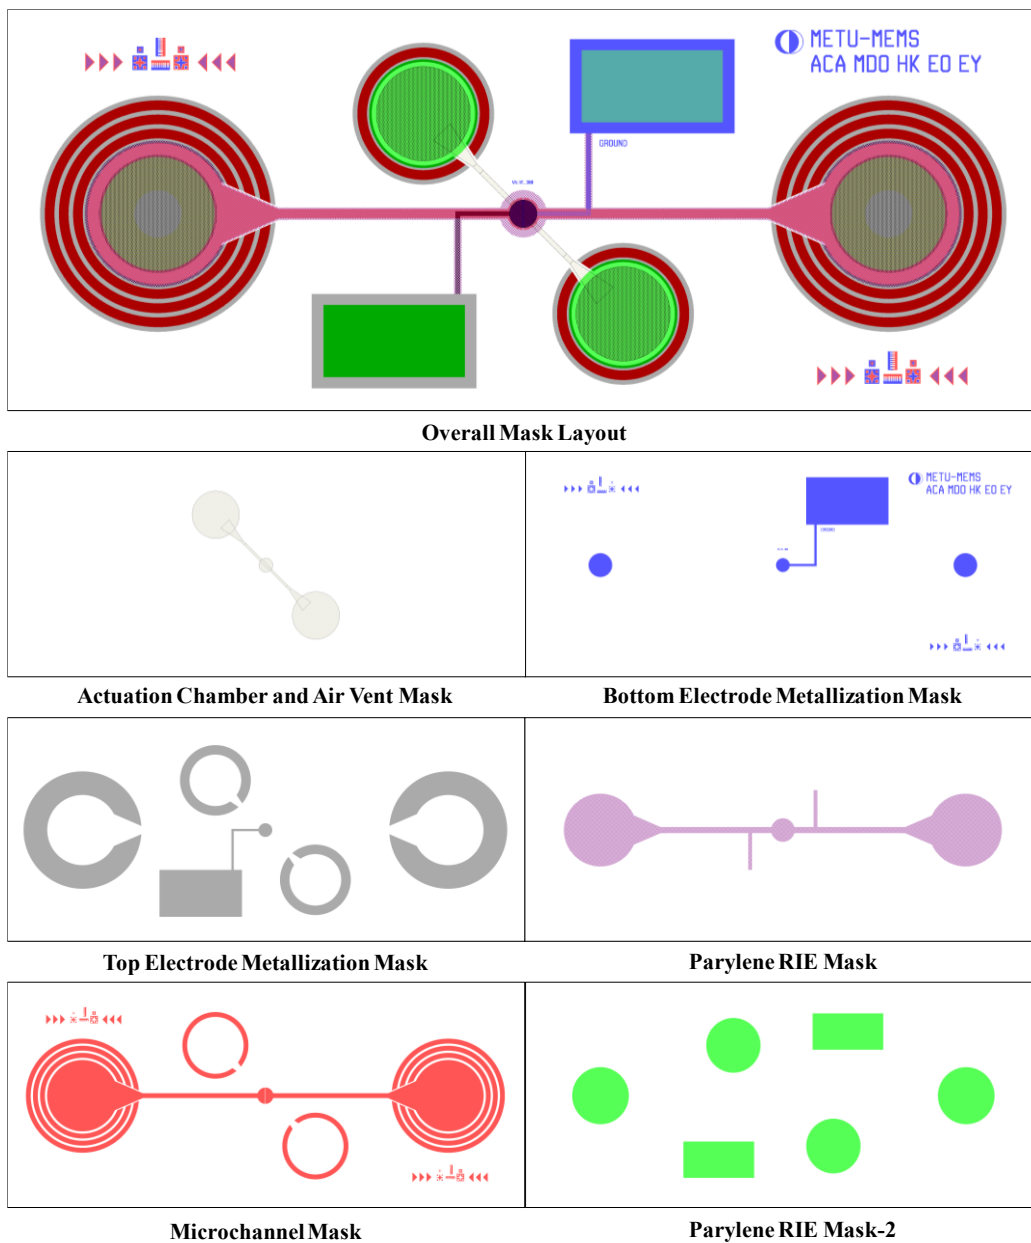 METU-MEMS
ACA MDO HK EO EY
GROUND
Overall Mask Layout
METU-MEMS
ACA MDO HK EO EY
Actuation Chamber and Air Vent Mask
Bottom Electrode Metallization Mask
Top Electrode Metallization Mask
Parylene RIE Mask
Microchannel Mask
Parylene RIE Mask-2